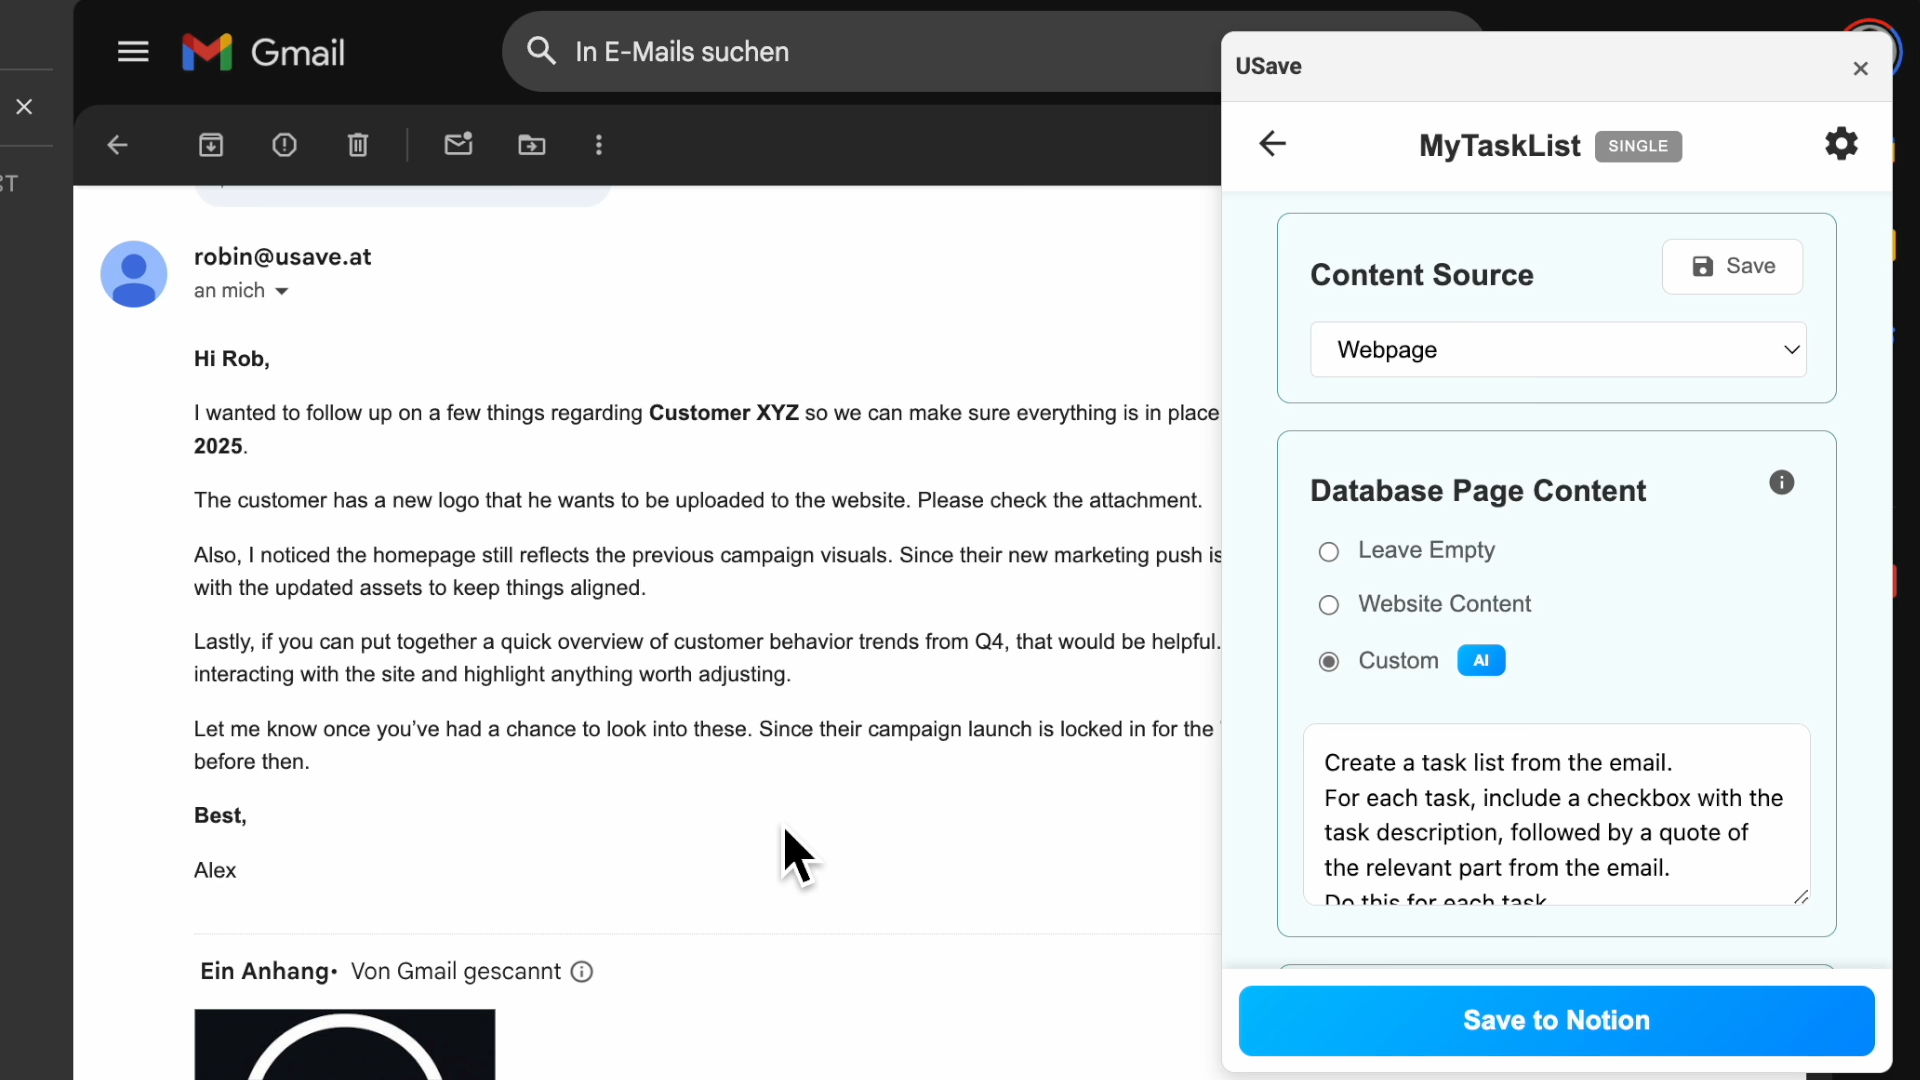 Gmail
In E-Mails suchen
robin@usave.at
an mich
Hi Rob,
I wanted to follow up on a few things regarding Customer XYZ so we can make sure everything is in place
2025.
The customer has a new logo that he wants to be uploaded to the website. Please check the attachment.
Also, I noticed the homepage still reflects the previous campaign visuals. Since their new marketing push is
with the updated assets to keep things aligned.
Lastly, if you can put together a quick overview of customer behavior trends from Q4, that would be helpful.
interacting with the site and highlight anything worth adjusting.
Let me know once you’ve had a chance to look into these. Since their campaign launch is locked in for the
before then.
Best,
Alex
Ein Anhang• Von Gmail gescannt
USave
MyTaskList SINGLE
Content Source
Save
Webpage
Database Page Content
Leave Empty
Website Content
Custom AI
Create a task list from the email.
For each task, include a checkbox with the
task description, followed by a quote of
the relevant part from the email.
Do this for each task
Save to Notion